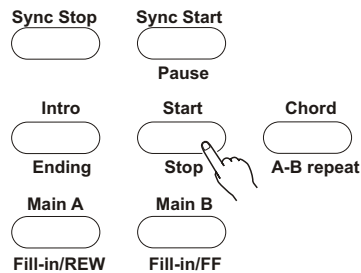 Sync Stop Sync Start
Pause
Intro Start Chord
Ending Stop A-B repeat
Main A Main B
Fill-in/REW Fill-in/FF